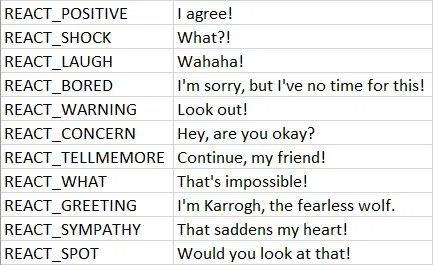 REACT_POSITIVE I agree!
REACT_SHOCK What?!
REACT_LAUGH Wahaha!
REACT_BORED I'm sorry, but I've no time for this!
REACT_WARNING Look out!
REACT_CONCERN Hey, are you okay?
REACT_TELLMEMORE Continue, my friend!
REACT_WHAT That's impossible!
REACT_GREETING I'm Karrogh, the fearless wolf.
REACT_SYMPATHY That saddens my heart!
REACT_SPOT Would you look at that!